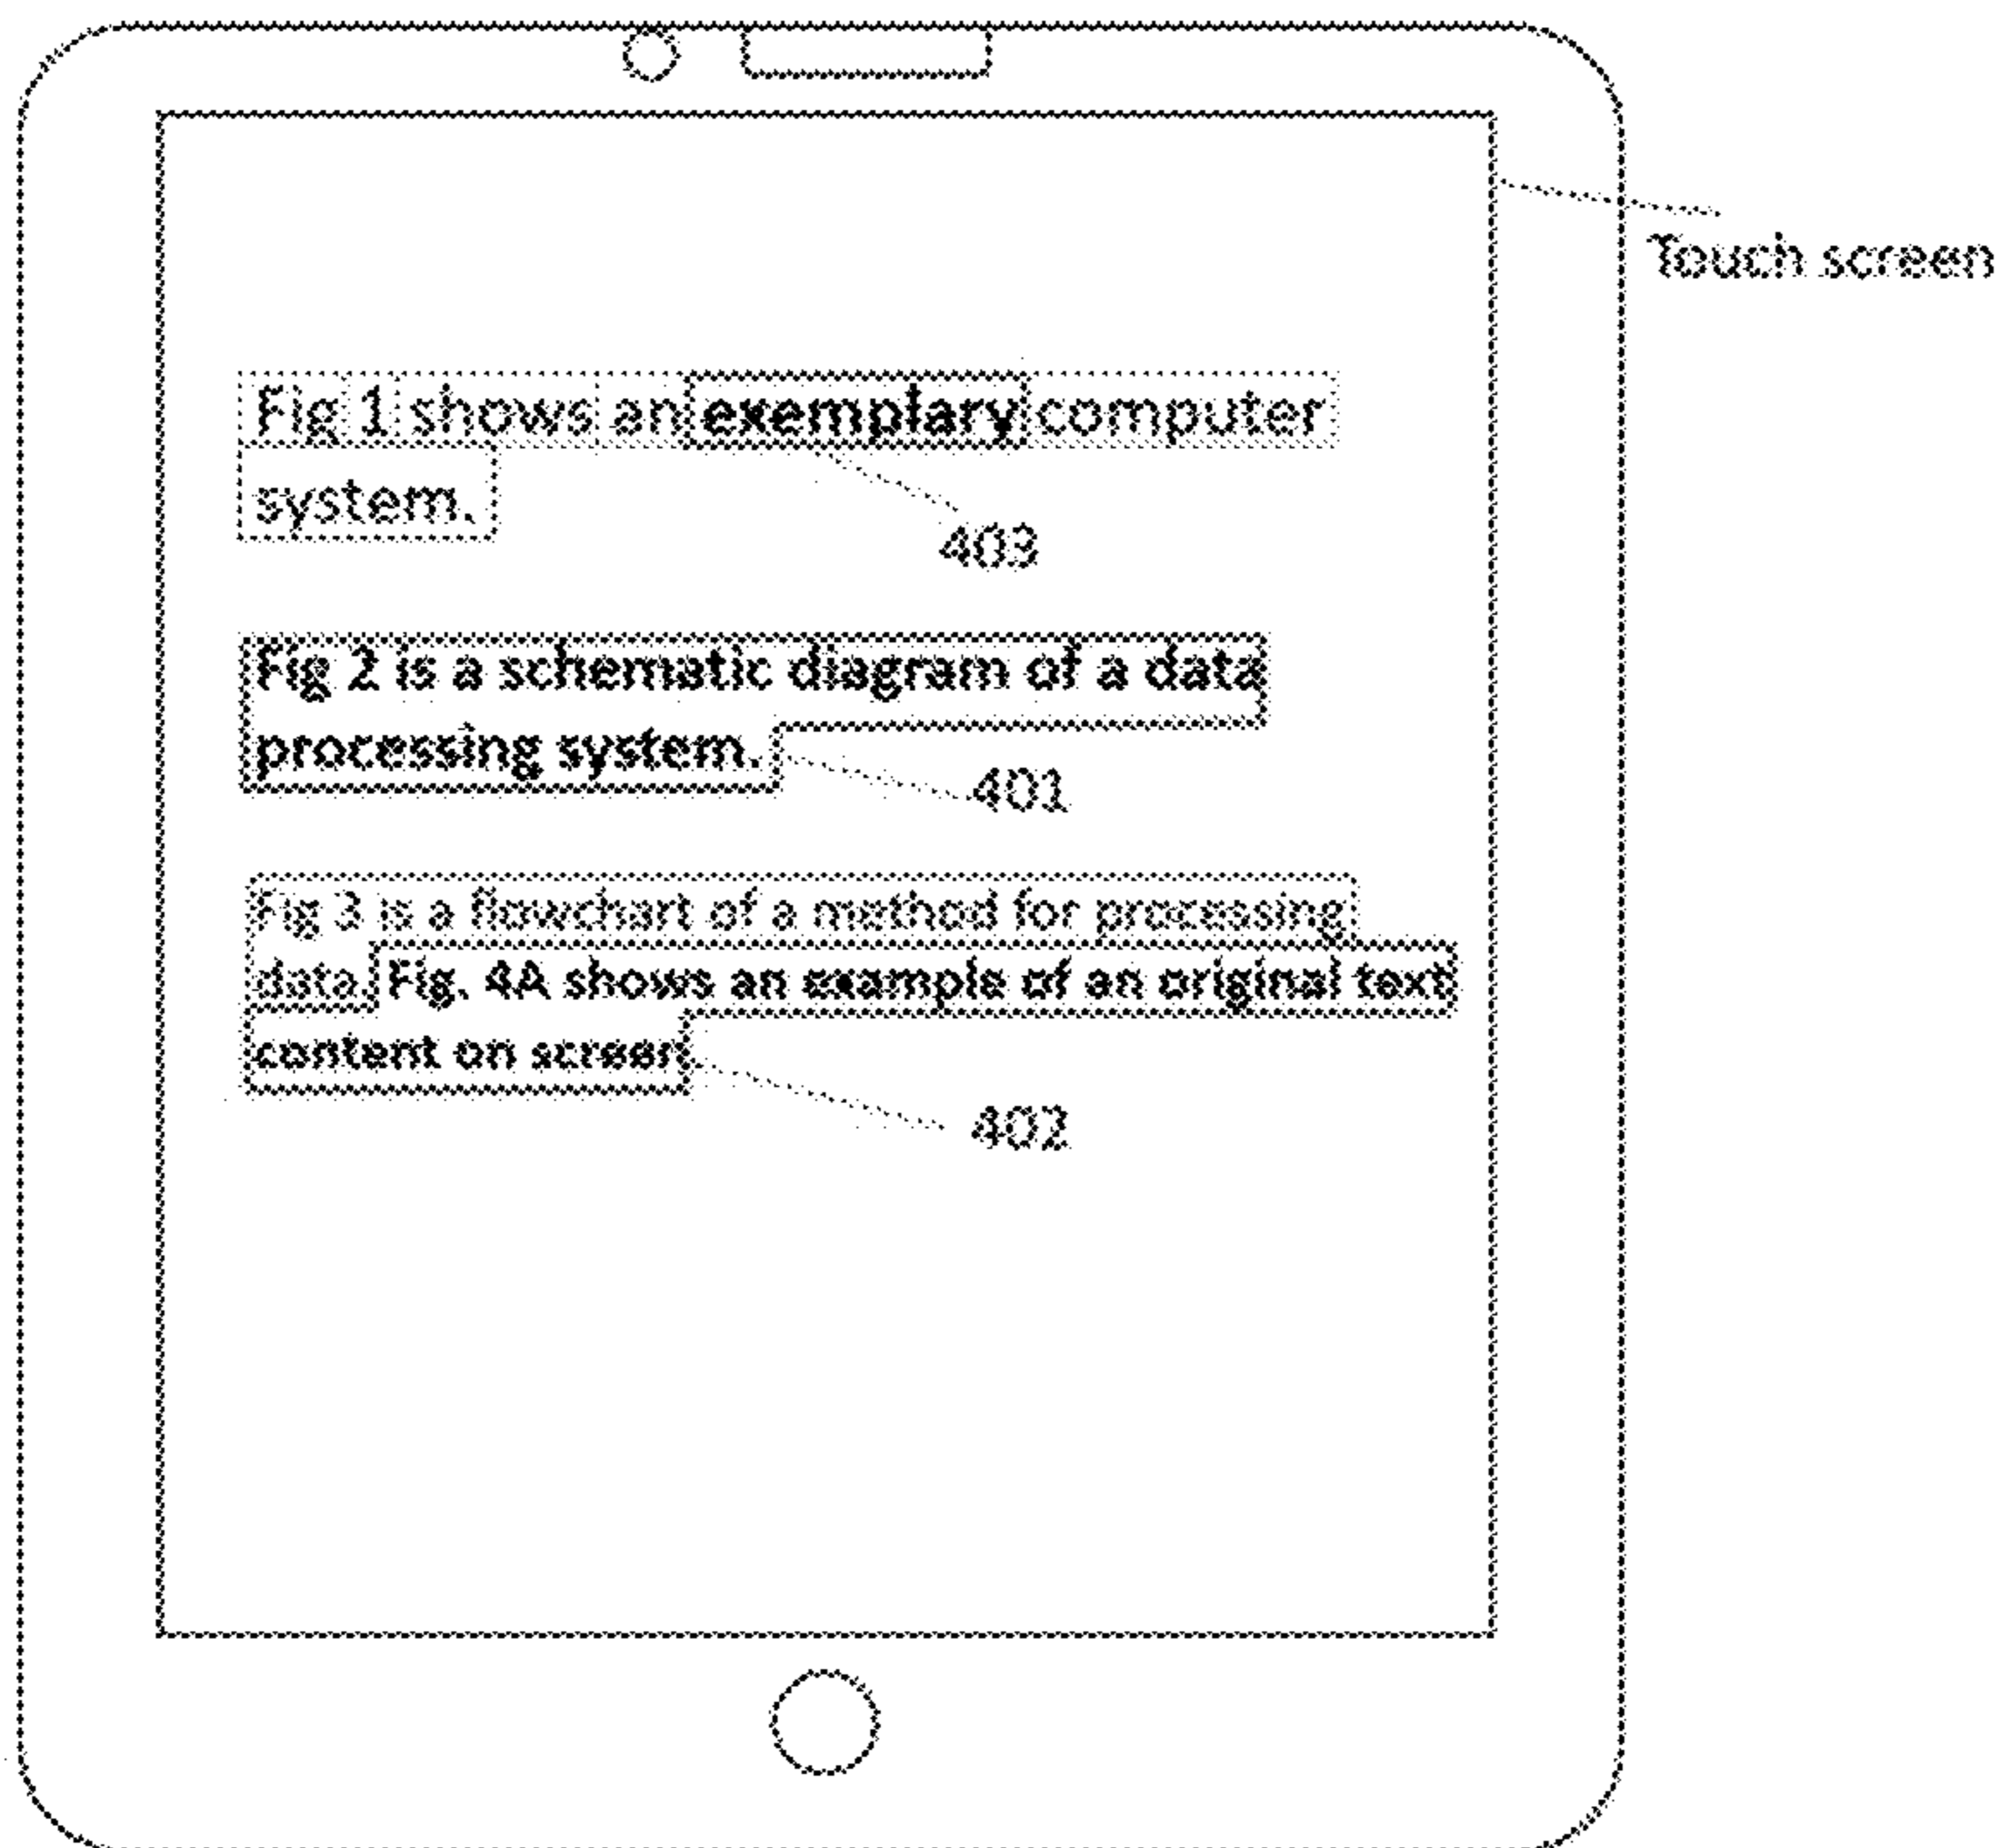 Touch screen
Fig 1 shows an exemplary computer
system.
403
Fig 2 is a schematic diagram of a data
processing system.
401
Fig 3 is a flowchart of a method for processing
data. Fig. 4A shows an example of an original text
content on screen
402